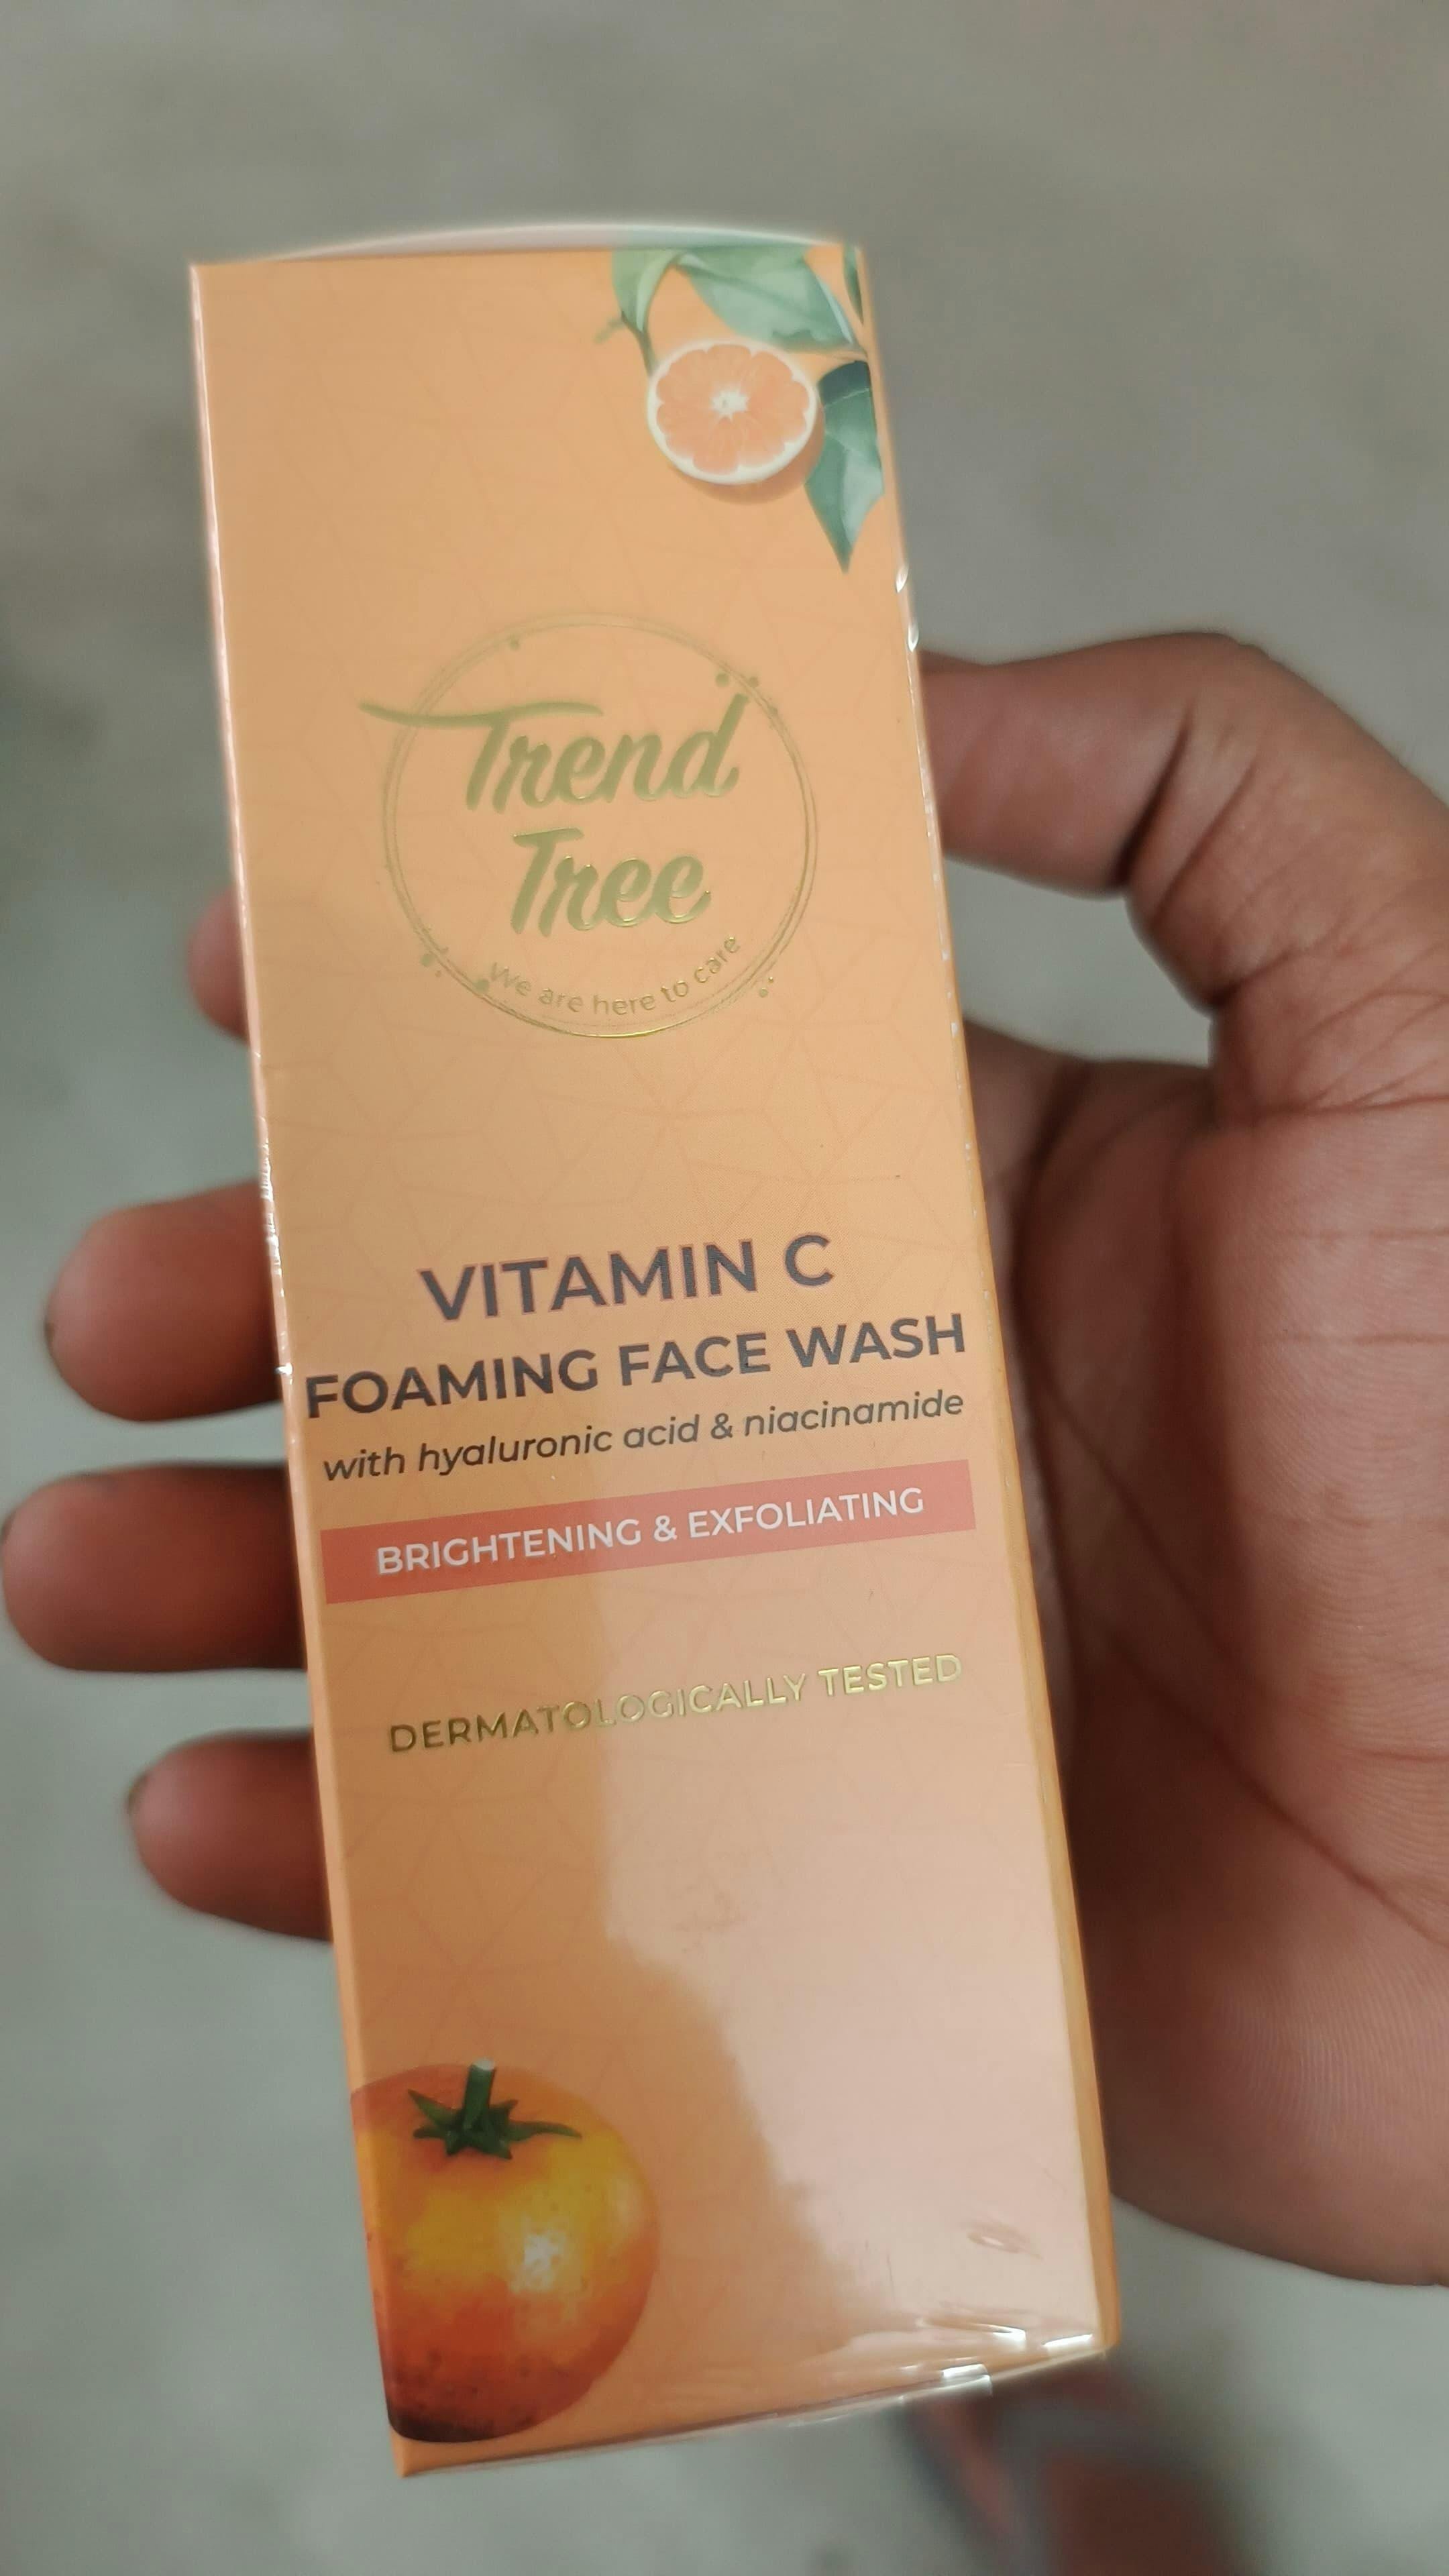 Trend
Tree
We are here to care
VITAMIN C
FOAMING FACE WASH
with hyaluronic acid & niacinamide
BRIGHTENING & EXFOLIATING
DERMATOLOGICALLY TESTED